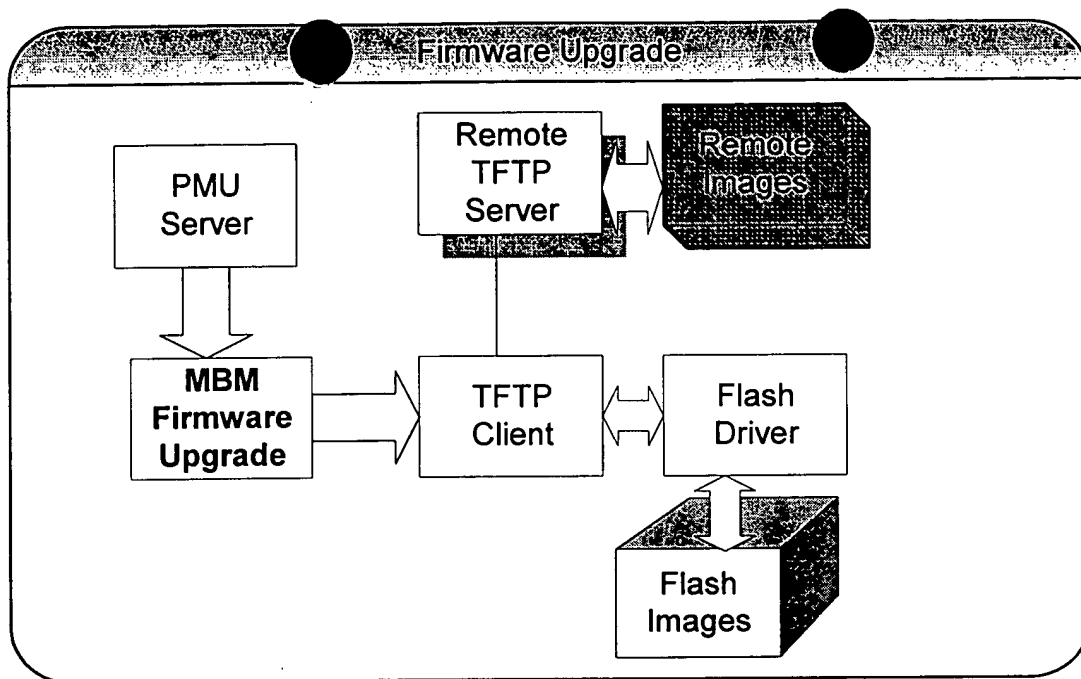 Firmware Upgrade
Remote
TFTP
Server
Remote
Images
PMU
Server
MBM
Firmware
Upgrade
TFTP
Client
Flash
Driver
Flash
Images